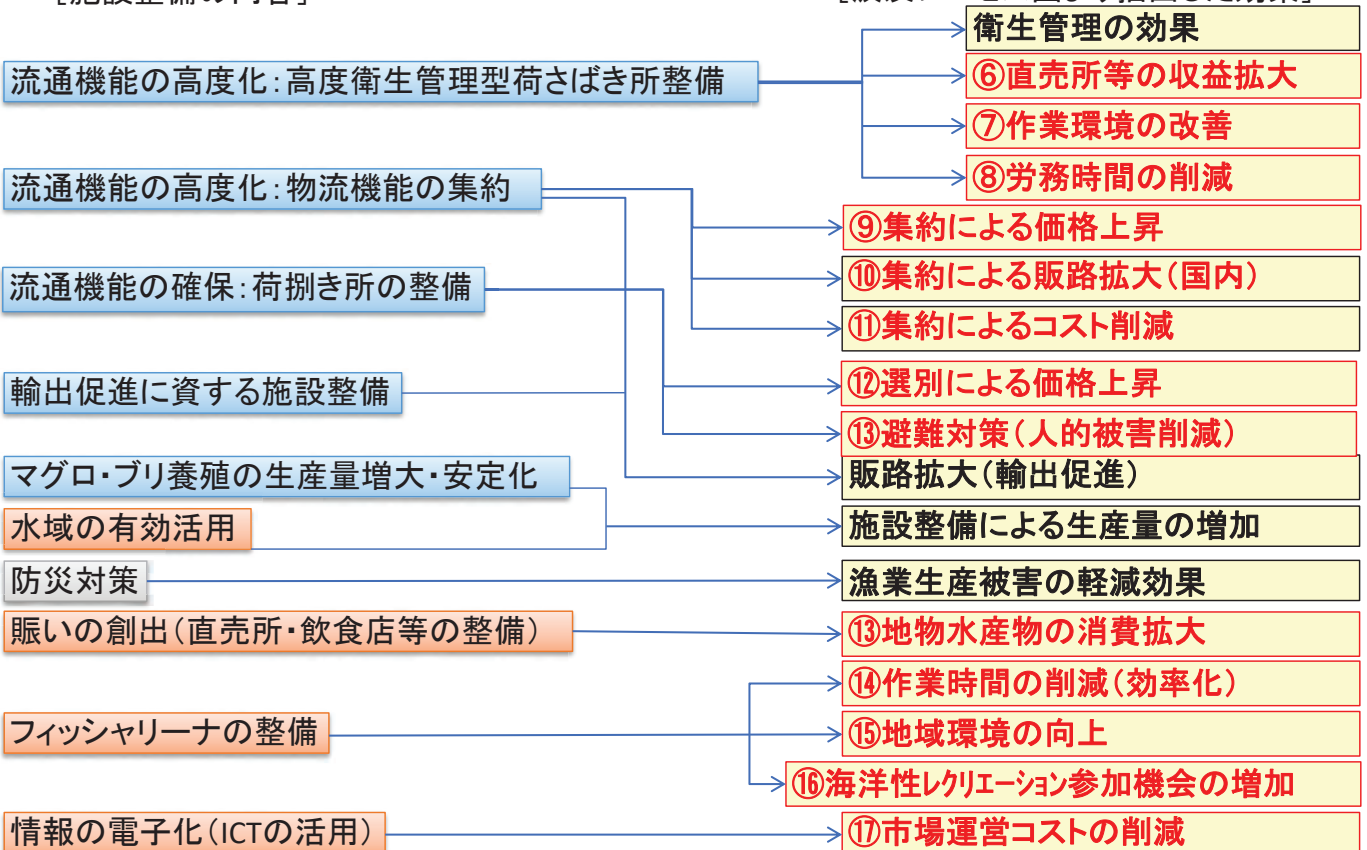 流通機能の高度化:高度衛生管理型荷さばき所整備
流通機能の高度化:物流機能の集約
流通機能の確保:荷捌き所の整備
輸出促進に資する施設整備
マグロ・ブリ養殖の生産量増大・安定化
水域の有効活用
防災対策
賑いの創出(直売所・飲食店等の整備)
フィッシャリーナの整備
情報の電子化(ICTの活用)
衛生管理の効果
⑥直売所等の収益拡大
⑦作業環境の改善
⑧労務時間の削減
⑨集約による価格上昇
⑩集約による販路拡大(国内)
⑪集約によるコスト削減
⑫選別による価格上昇
⑬避難対策(人的被害削減)
販路拡大(輸出促進)
施設整備による生産量の増加
漁業生産被害の軽減効果
⑬地物水産物の消費拡大
⑭作業時間の削減(効率化)
⑮地域環境の向上
⑯海洋性レクリエーション参加機会の増加
⑰市場運営コストの削減